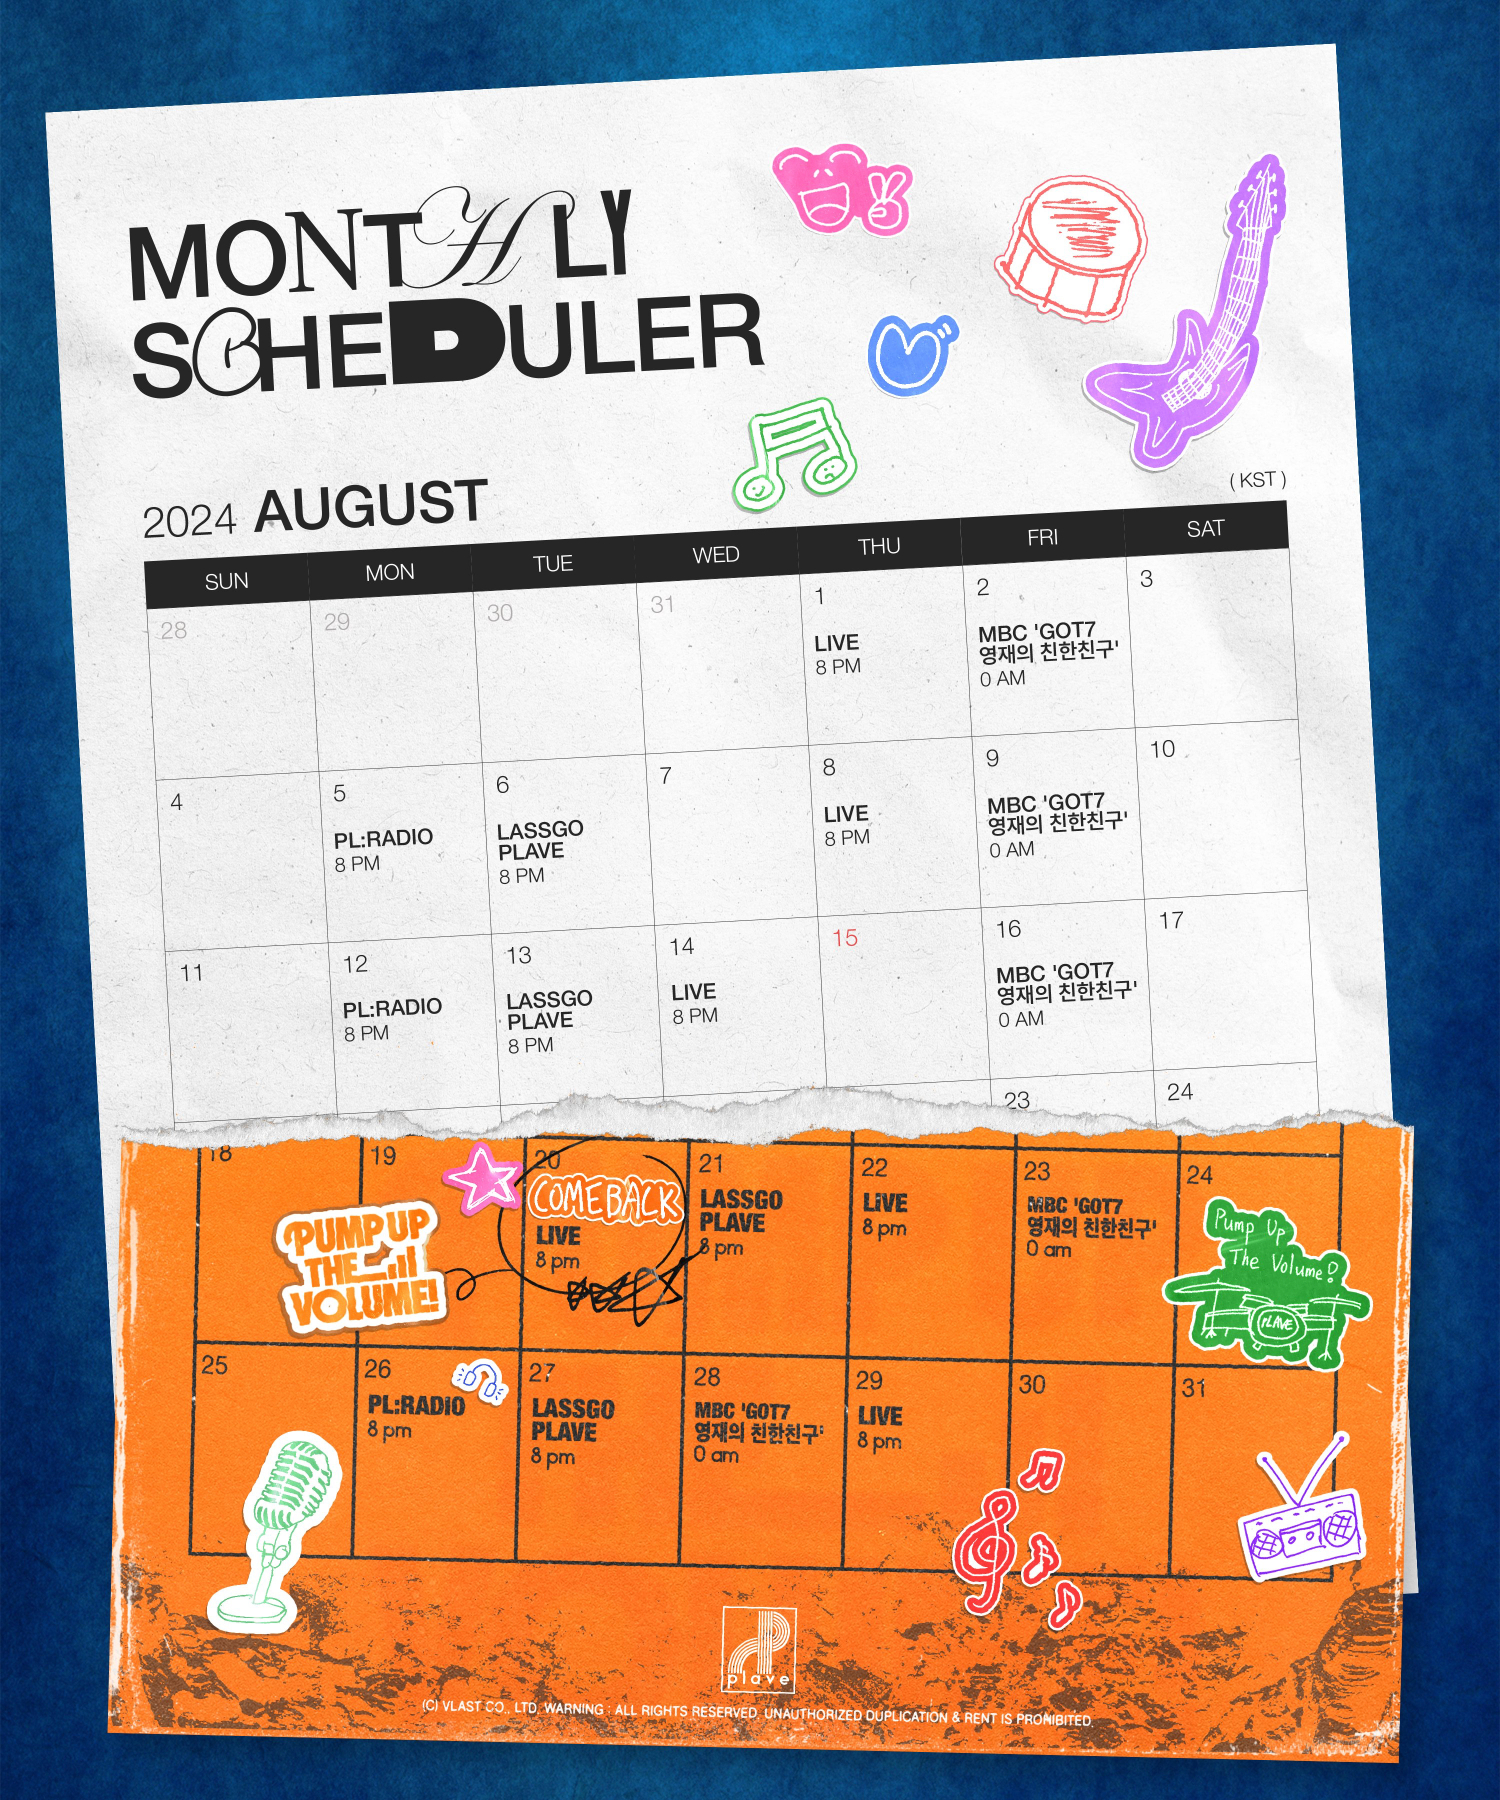 MONTHLY
SCHEDULER
2024 AUGUST
( KST )
SUN MON TUE WED THU FRI SAT
28 29 30 31 1 2 3
LIVE
8 PM
MBC 'GOT7
영재의 친한친구'
0 AM
4 5 6 7 8 9 10
PL:RADIO
8 PM
LASSGO
PLAVE
8 PM
LIVE
8 PM
MBC 'GOT7
영재의 친한친구'
0 AM
11 12 13 14 15 16 17
PL:RADIO
8 PM
LASSGO
PLAVE
8 PM
LIVE
8 PM
MBC 'GOT7
영재의 친한친구'
0 AM
23 24
18 19 20 21 22 23 24
PUMP UP
THE
VOLUME!
COMEBACK
LIVE
8 pm
LASSGO
PLAVE
8 pm
LIVE
8 pm
MBC 'GOT7
영재의 친한친구'
0 am
Pump Up
The Volume!
PLAVE
25 26 27 28 29 30 31
PL:RADIO
8 pm
LASSGO
PLAVE
8 pm
MBC 'GOT7
영재의 친한친구'
0 am
LIVE
8 pm
plave
(C) VLAST CO., LTD. WARNING : ALL RIGHTS RESERVED. UNAUTHORIZED DUPLICATION & RENT IS PROHIBITED.